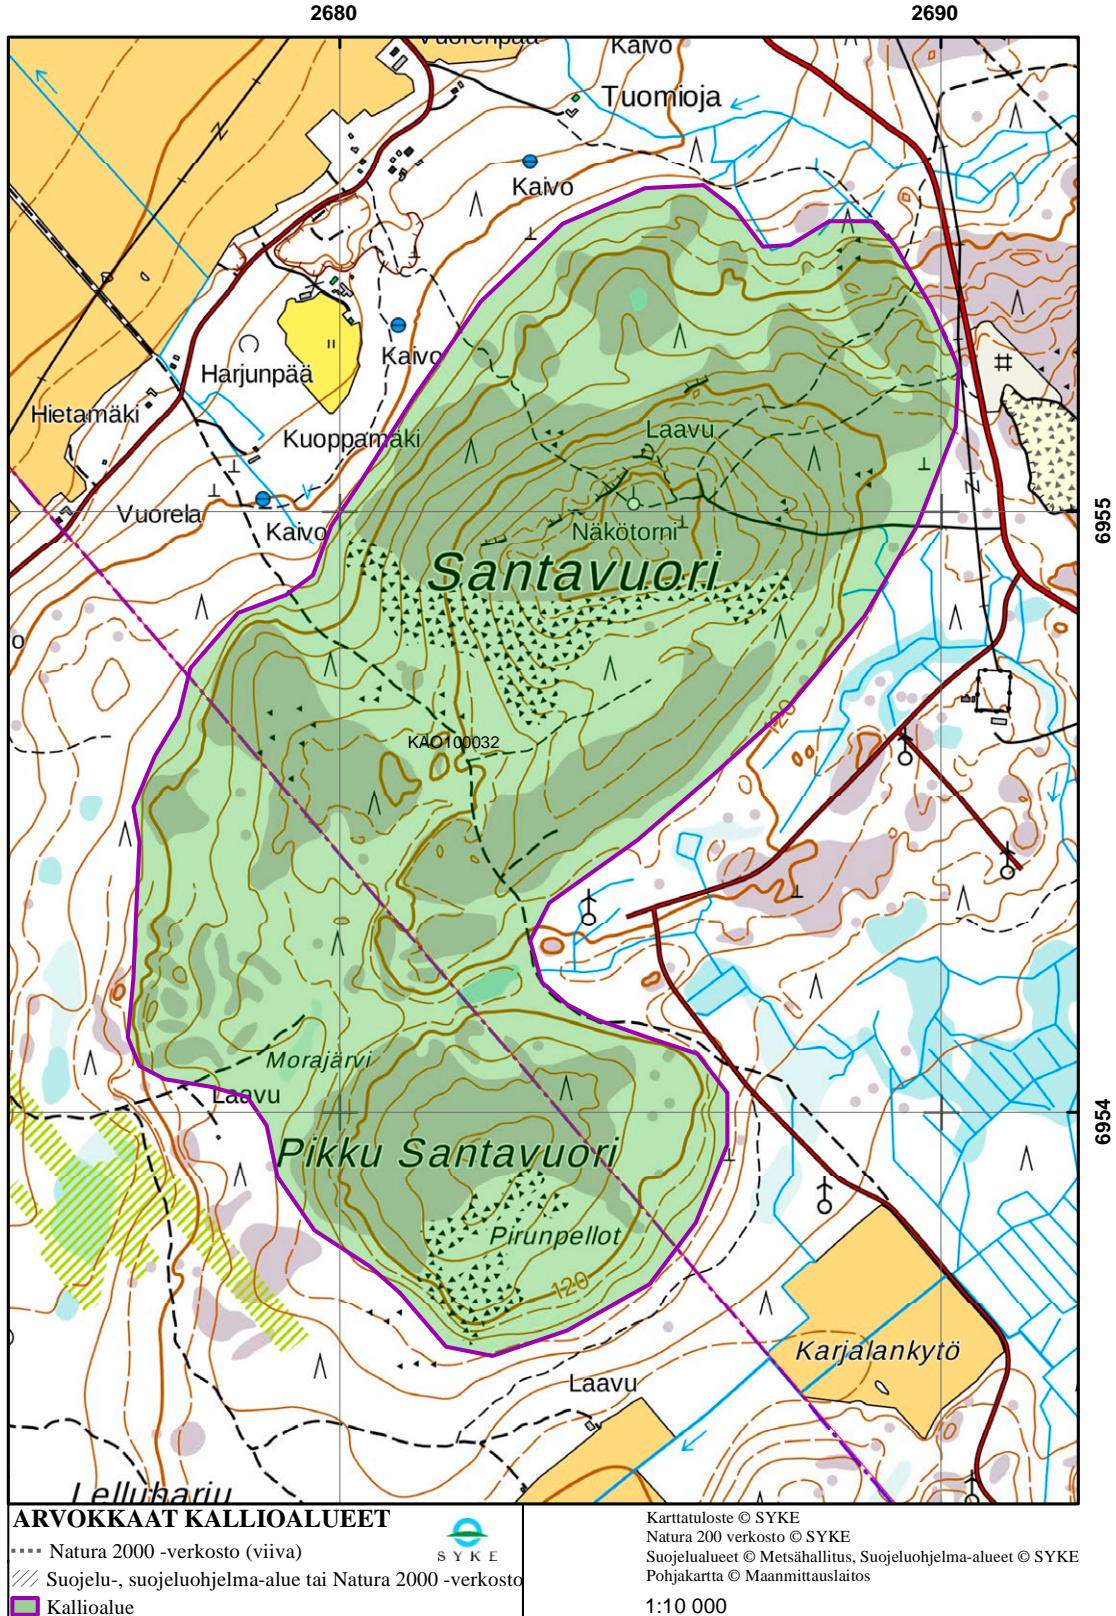 2680
2690
Vuorenpää
Kaivo
Tuomioja
Kaivo
Kaivo
Harjunpää
Hietamäki
Kuoppamäki
Laavu
Vuorela
Kaivo
Näkötorni
6955
Santavuori
120
KAO100032
Morajärvi
Laavu
6954
Pikku Santavuori
Pirunpellot
120
Karjalankytö
Laavu
Lelluharju
ARVOKKAAT KALLIOALUEET
SYKE
Natura 2000 -verkosto (viiva)
Suojelu-, suojeluohjelma-alue tai Natura 2000 -verkosto
Kallioalue
Karttatuloste © SYKE
Natura 200 verkosto © SYKE
Suojelualueet © Metsähallitus, Suojeluohjelma-alueet © SYKE
Pohjakartta © Maanmittauslaitos
1:10 000